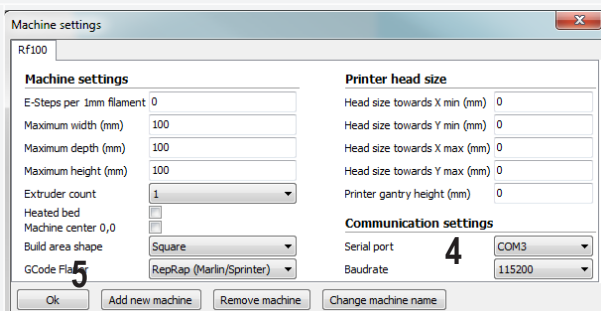 Machine settings
Rf100
Machine settings
E-Steps per 1mm filament 0
Maximum width (mm) 100
Maximum depth (mm) 100
Maximum height (mm) 100
Extruder count 1
Heated bed
Machine center 0,0
Build area shape Square
GCode Flavor RepRap (Marlin/Sprinter)
5
Printer head size
Head size towards X min (mm) 0
Head size towards Y min (mm) 0
Head size towards X max (mm) 0
Head size towards Y max (mm) 0
Printer gantry height (mm) 0
Communication settings
Serial port COM3
4
Baudrate 115200
Ok Add new machine Remove machine Change machine name